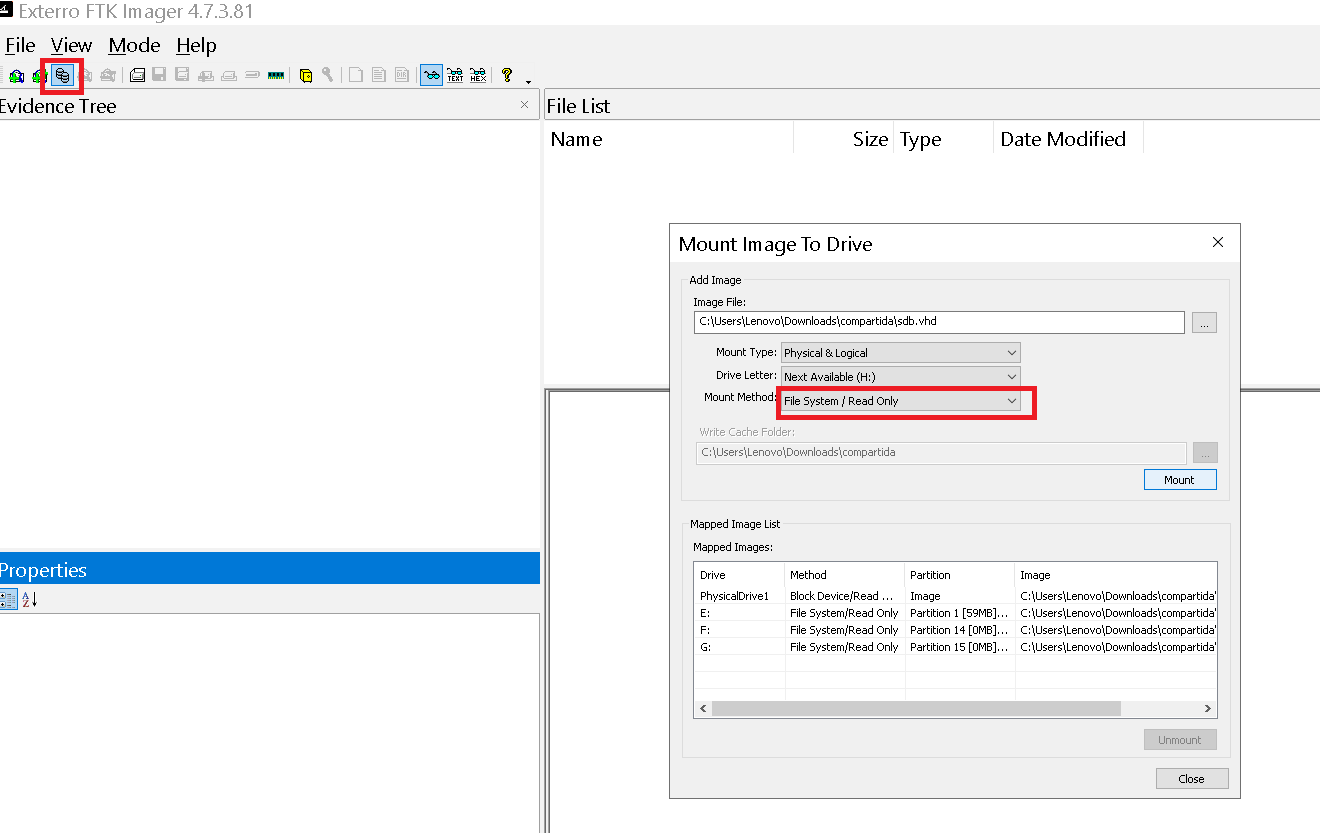 Exterro FTK Imager 4.7.3.81
File View Mode Help
TEXT HEX
Evidence Tree
File List
Name Size Type Date Modified
Mount Image To Drive
Add Image
Image File:
C:\Users\Lenovo\Downloads\compartida\sdb.vhd
...
Mount Type: Physical & Logical
Drive Letter: Next Available (H:)
Mount Method: File System / Read Only
Write Cache Folder:
C:\Users\Lenovo\Downloads\compartida
...
Mount
Mapped Image List
Mapped Images:
Drive Method Partition Image
PhysicalDrive1 Block Device/Read ... Image C:\Users\Lenovo\Downloads\compartida'
E: File System/Read Only Partition 1 [59MB]... C:\Users\Lenovo\Downloads\compartida'
F: File System/Read Only Partition 14 [0MB]... C:\Users\Lenovo\Downloads\compartida'
G: File System/Read Only Partition 15 [0MB]... C:\Users\Lenovo\Downloads\compartida'
Unmount
Close
Properties
A
Z